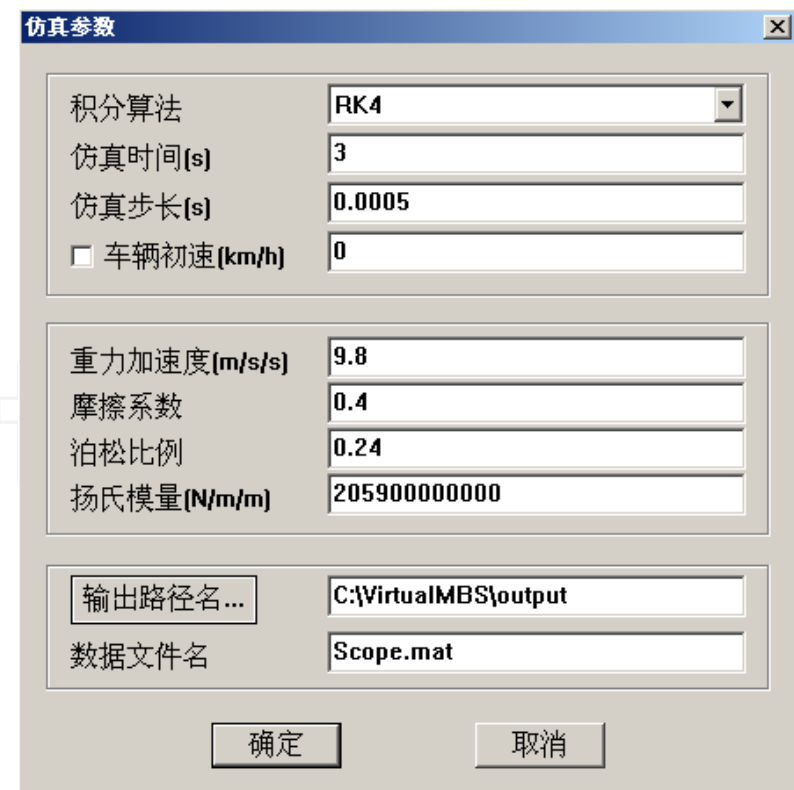 仿真参数
积分算法 RK4
仿真时间(s) 3
仿真步长(s) 0.0005
车辆初速(km/h) 0
重力加速度(m/s/s) 9.8
摩擦系数 0.4
泊松比例 0.24
扬氏模量(N/m/m) 205900000000
输出路径名... C:\VirtualMBS\output
数据文件名 Scope.mat
确定 取消